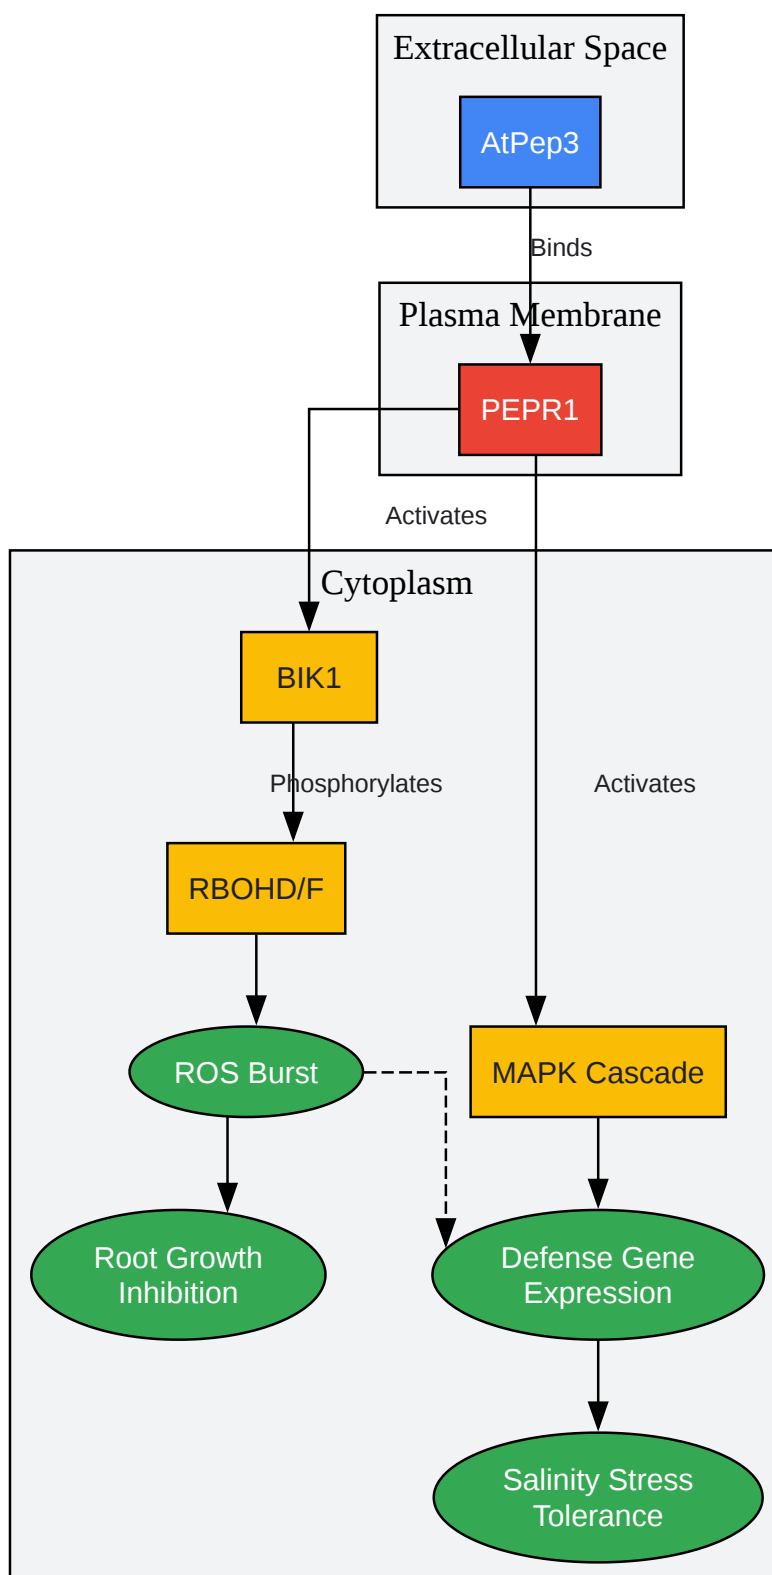 Extracellular Space
AtPep3
Binds
Plasma Membrane
PEPR1
Activates
Cytoplasm
BIK1
Phosphorylates
Activates
RBOHD/F
ROS Burst
MAPK Cascade
Root Growth
Inhibition
Defense Gene
Expression
Salinity Stress
Tolerance